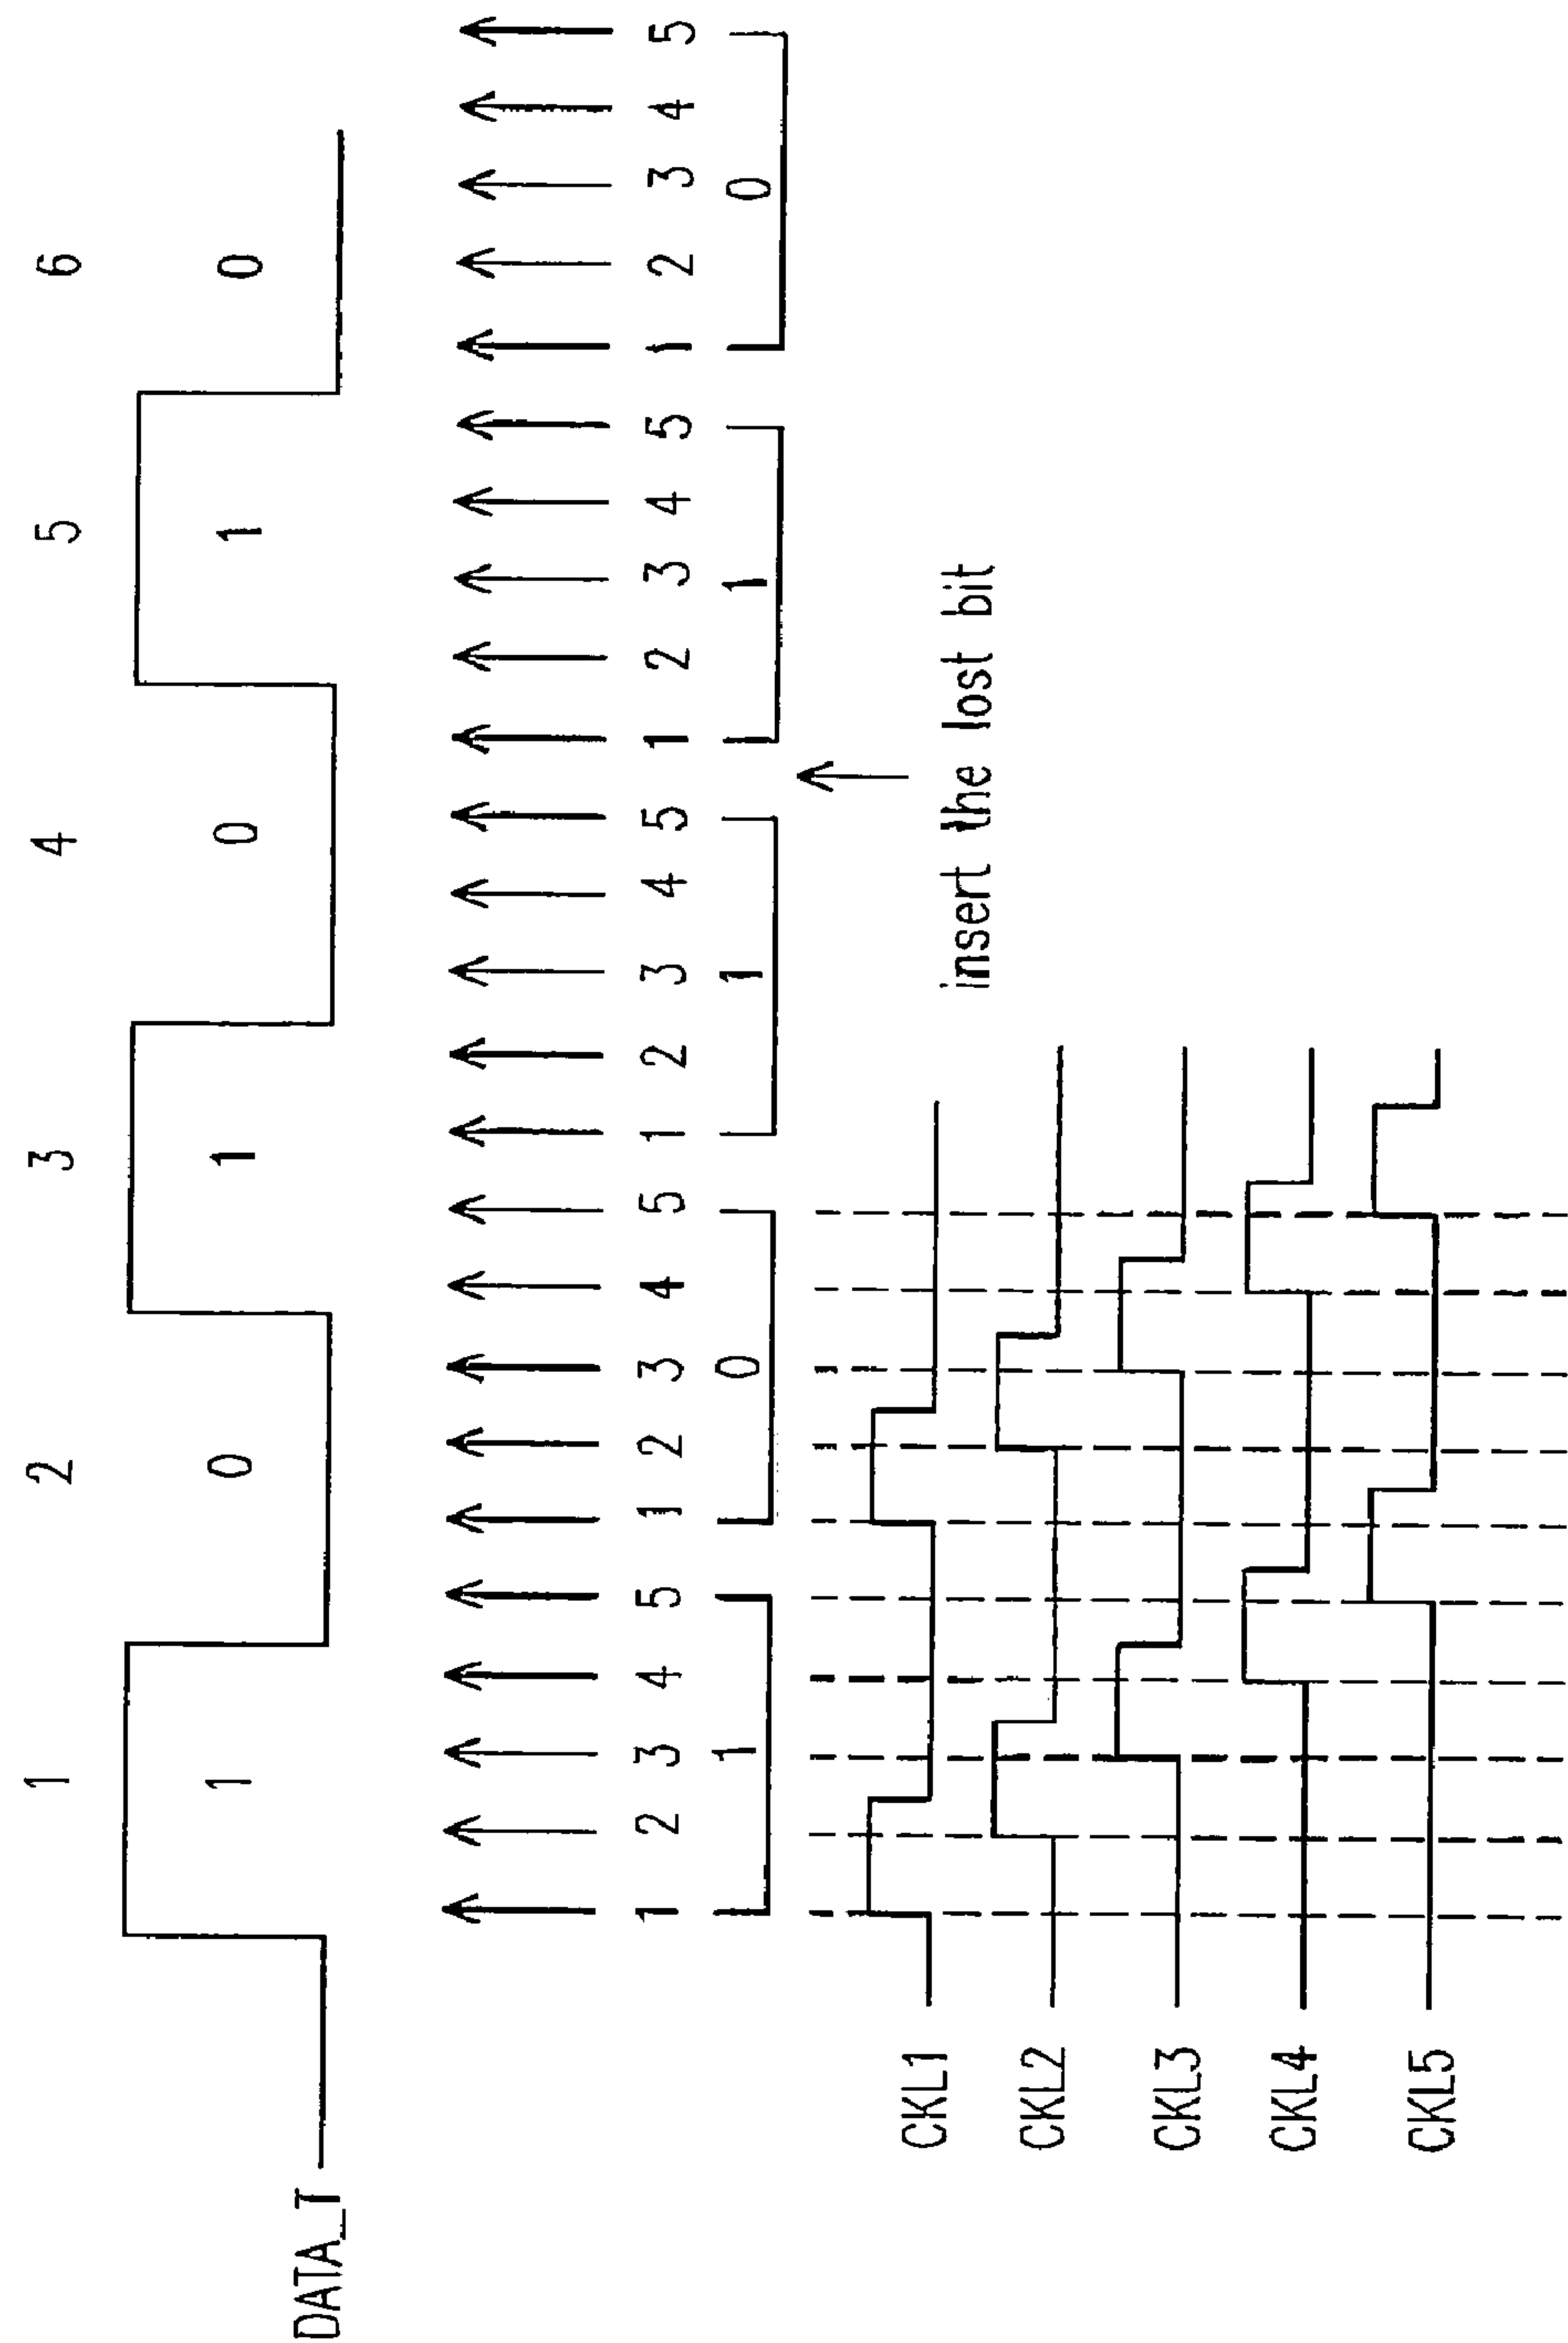 1 2 3 4 5 6
DATA_T 1 0 1 0 1 0
1 2 3 4 5 1 2 3 4 5 1 2 3 4 5 1 2 3 4 5 1 2 3 4 5
1 0 1 1 0
insert the lost bit
CKL1
CKL2
CKL3
CKL4
CKL5